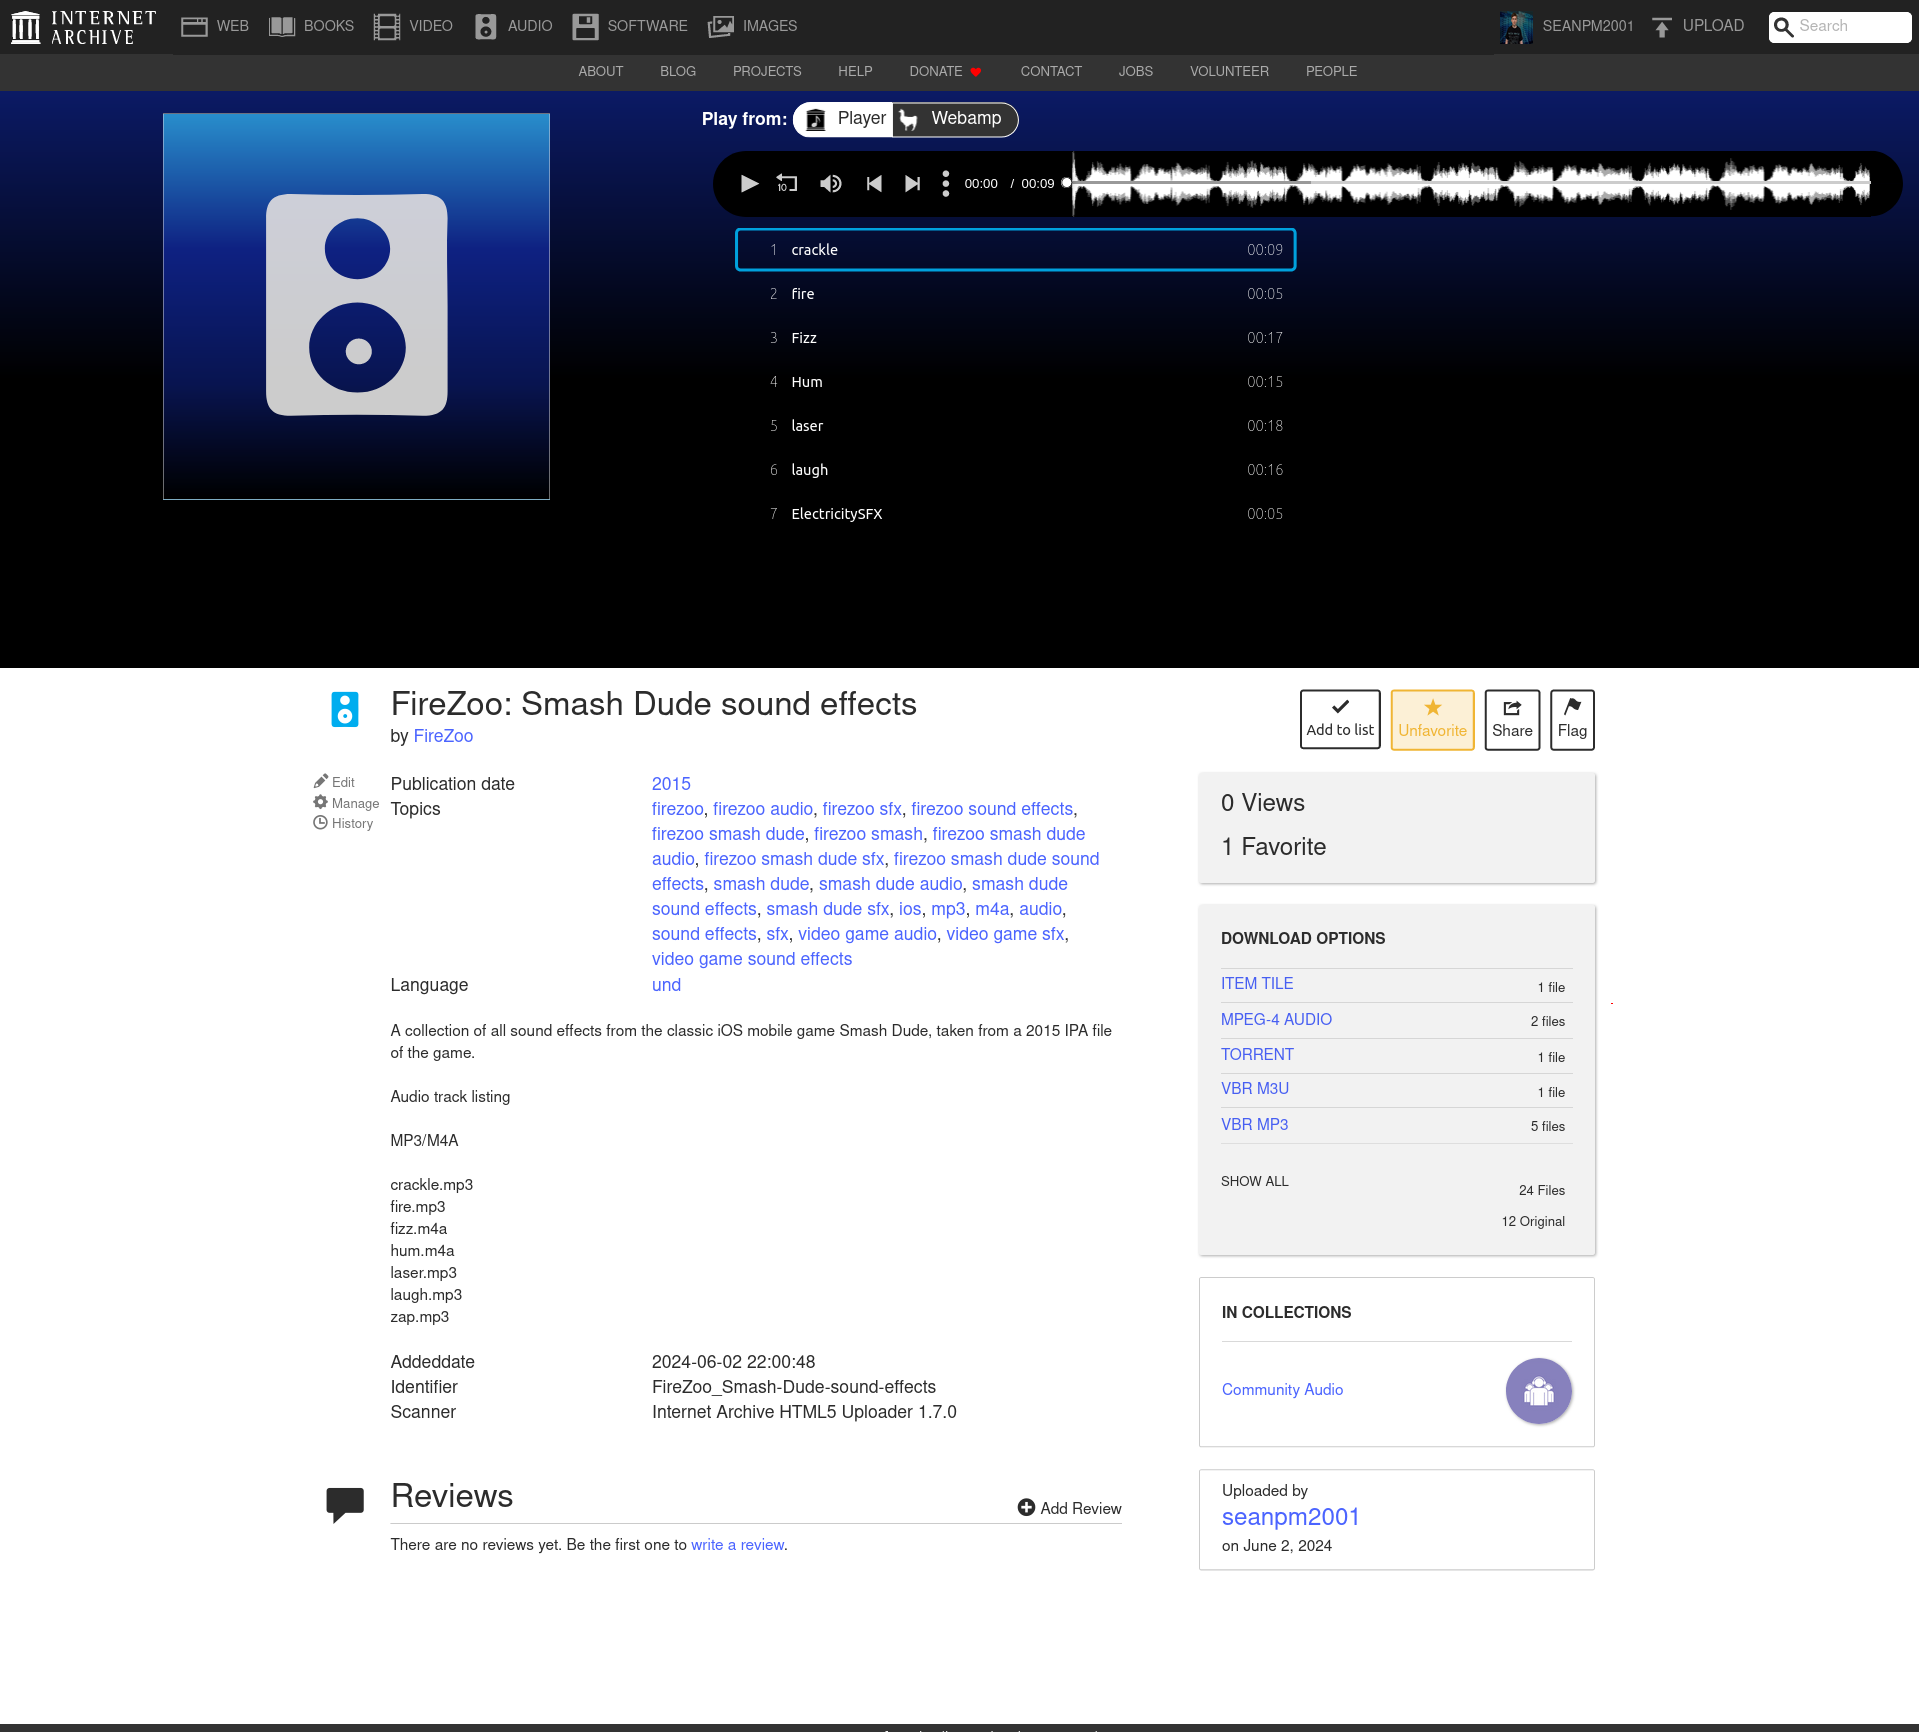 INTERNET
ARCHIVE
WEB
BOOKS
VIDEO
AUDIO
SOFTWARE
IMAGES
SEANPM2001
UPLOAD
Search
ABOUT
BLOG
PROJECTS
HELP
DONATE
CONTACT
JOBS
VOLUNTEER
PEOPLE
Play from:
Player
Webamp
10
00:00 / 00:09
1 crackle 00:09
2 fire 00:05
3 Fizz 00:17
4 Hum 00:15
5 laser 00:18
6 laugh 00:16
7 ElectricitySFX 00:05
FireZoo: Smash Dude sound effects
by FireZoo
Add to list
Unfavorite
Share
Flag
Edit
Manage
History
Publication date 2015
Topics firezoo, firezoo audio, firezoo sfx, firezoo sound effects,
firezoo smash dude, firezoo smash, firezoo smash dude
audio, firezoo smash dude sfx, firezoo smash dude sound
effects, smash dude, smash dude audio, smash dude
sound effects, smash dude sfx, ios, mp3, m4a, audio,
sound effects, sfx, video game audio, video game sfx,
video game sound effects
Language und
A collection of all sound effects from the classic iOS mobile game Smash Dude, taken from a 2015 IPA file
of the game.
Audio track listing
MP3/M4A
crackle.mp3
fire.mp3
fizz.m4a
hum.m4a
laser.mp3
laugh.mp3
zap.mp3
Addeddate 2024-06-02 22:00:48
Identifier FireZoo_Smash-Dude-sound-effects
Scanner Internet Archive HTML5 Uploader 1.7.0
Reviews
Add Review
There are no reviews yet. Be the first one to write a review.
0 Views
1 Favorite
DOWNLOAD OPTIONS
ITEM TILE 1 file
MPEG-4 AUDIO 2 files
TORRENT 1 file
VBR M3U 1 file
VBR MP3 5 files
SHOW ALL 24 Files
12 Original
IN COLLECTIONS
Community Audio
Uploaded by
seanpm2001
on June 2, 2024